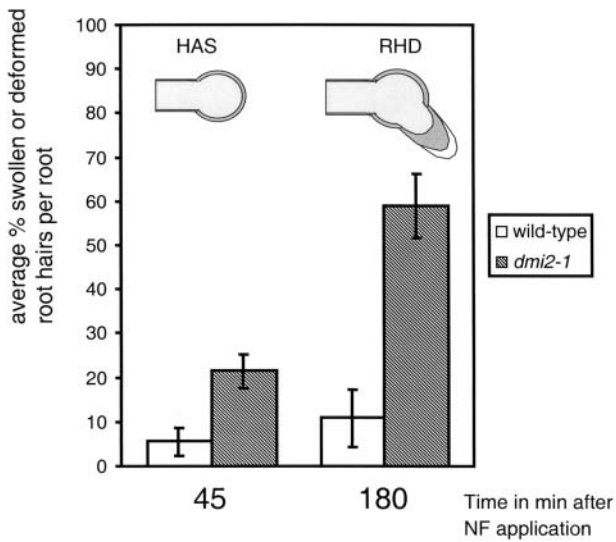 average % swollen or deformed
root hairs per root
100
90
80
70
60
50
40
30
20
10
0
HAS
RHD
wild-type
dmi2-1
45
180
Time in min after
NF application